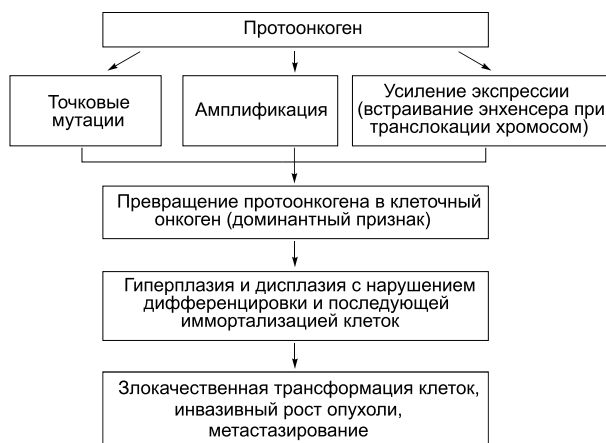 Протоонкоген
Точковые
мутации
Амплификация
Усиление экспрессии
(встраивание энхенсера при
транслокации хромосом)
Превращение протоонкогена в клеточный
онкоген (доминантный признак)
Гиперплазия и дисплазия с нарушением
дифференцировки и последующей
иммортализацией клеток
Злокачественная трансформация клеток,
инвазивный рост опухоли,
метастазирование